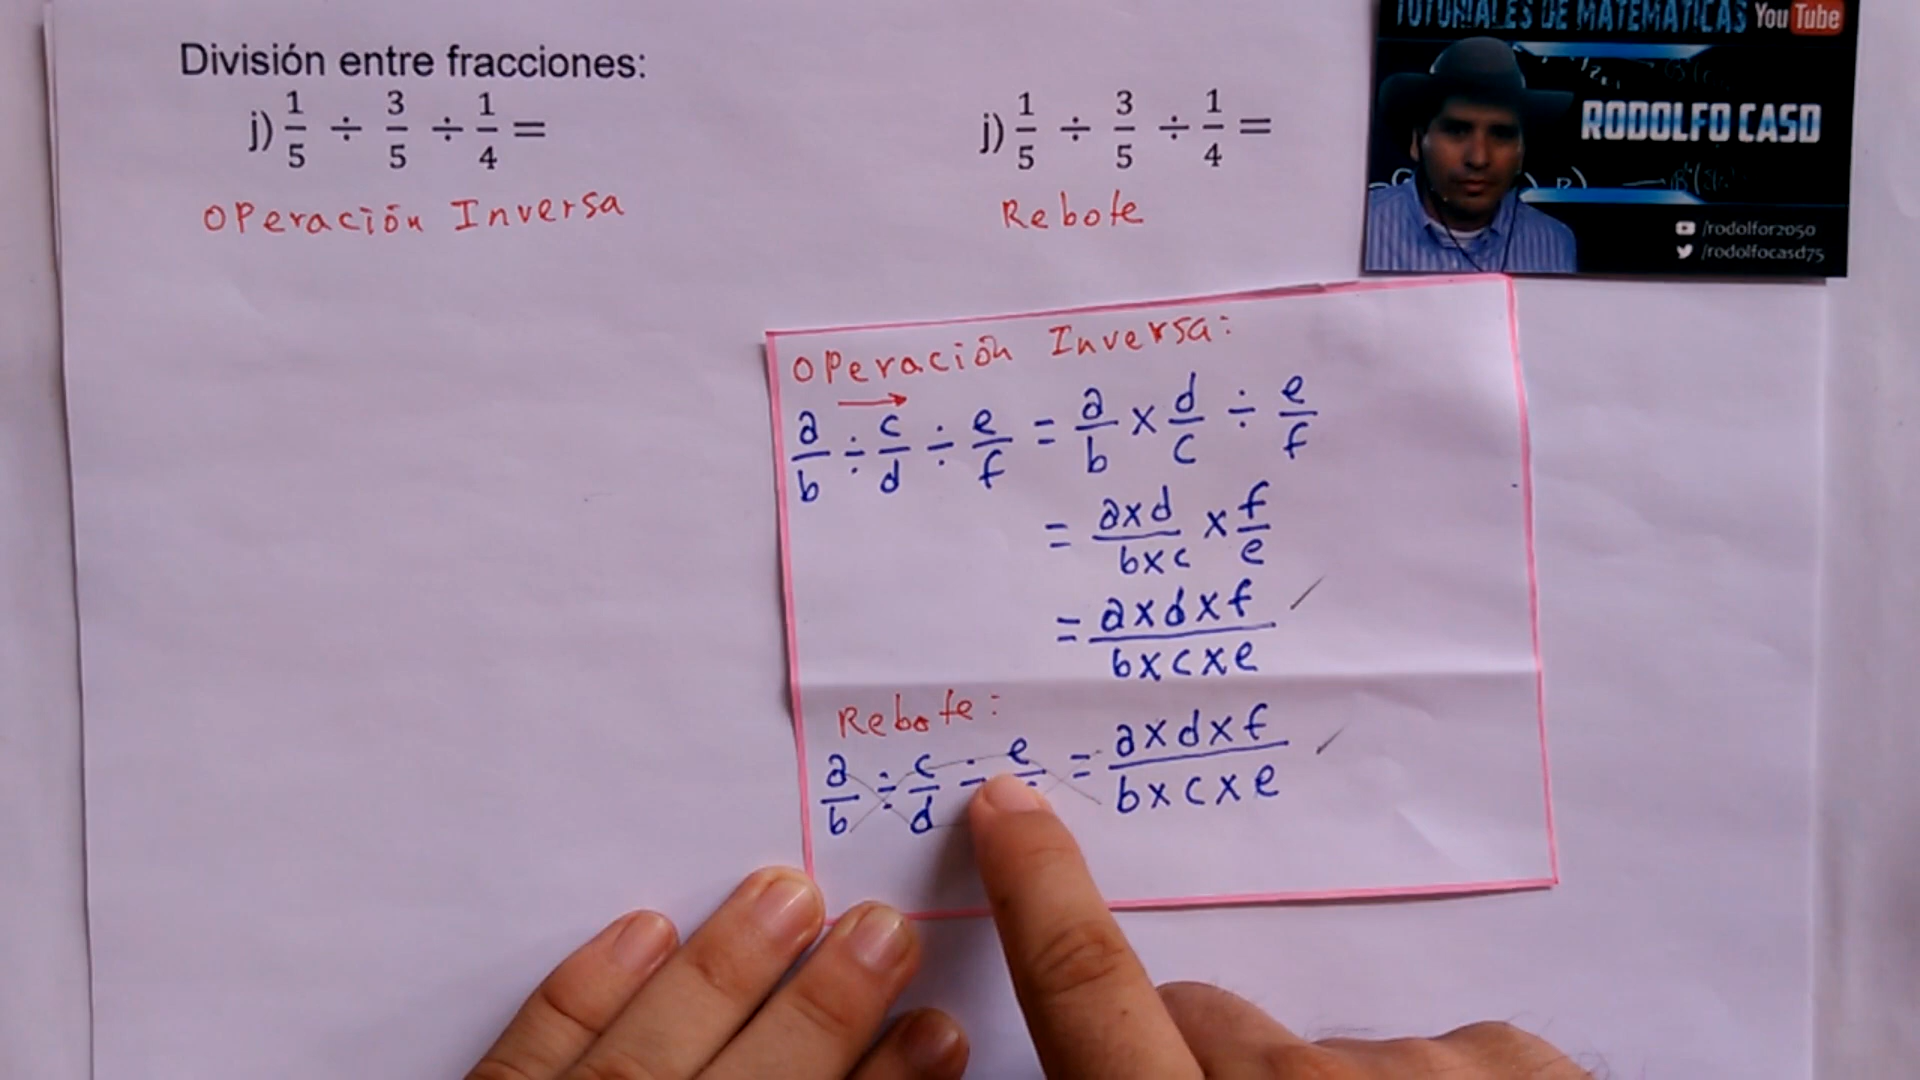 TUTORIALES DE MATEMÁTICAS YouTube
RODOLFO CASD
/rodolfor2050
/rodolfocasd75
División entre fracciones:
j) 1/5 ÷ 3/5 ÷ 1/4 =
Operación Inversa
j) 1/5 ÷ 3/5 ÷ 1/4 =
Rebote
Operación Inversa:
a/b ÷ c/d ÷ e/f = a/b x d/c ÷ e/f
= axd/bxc x f/e
= axdxf/bxcxe
Rebote:
a/b ÷ c/d ÷ e = axdxf/bxcxe